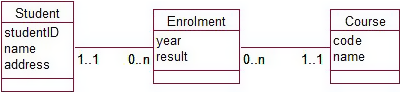 Student
studentID
name
address
1..1
0..n
Enrolment
year
result
0..n
1..1
Course
code
name